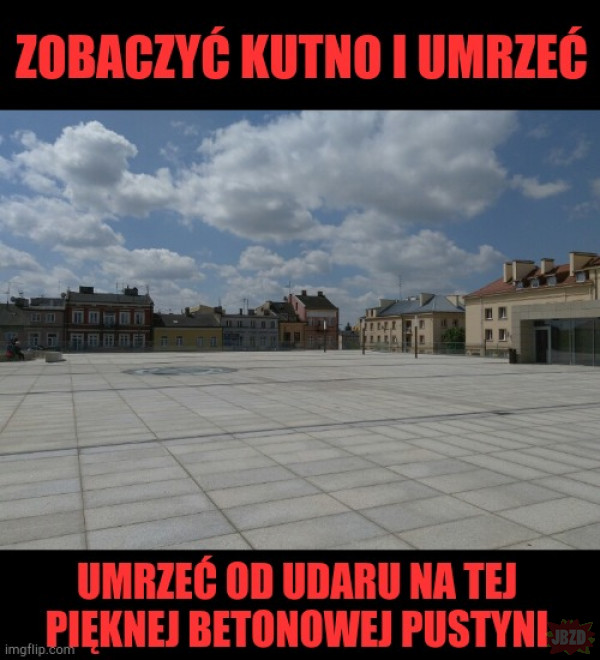 ZOBACZYĆ KUTNO I UMRZEĆ
UMRZEĆ OD UDARU NA TEJ
PIĘKNEJ BETONOWEJ PUSTYNI
JBZD
imgflip.com